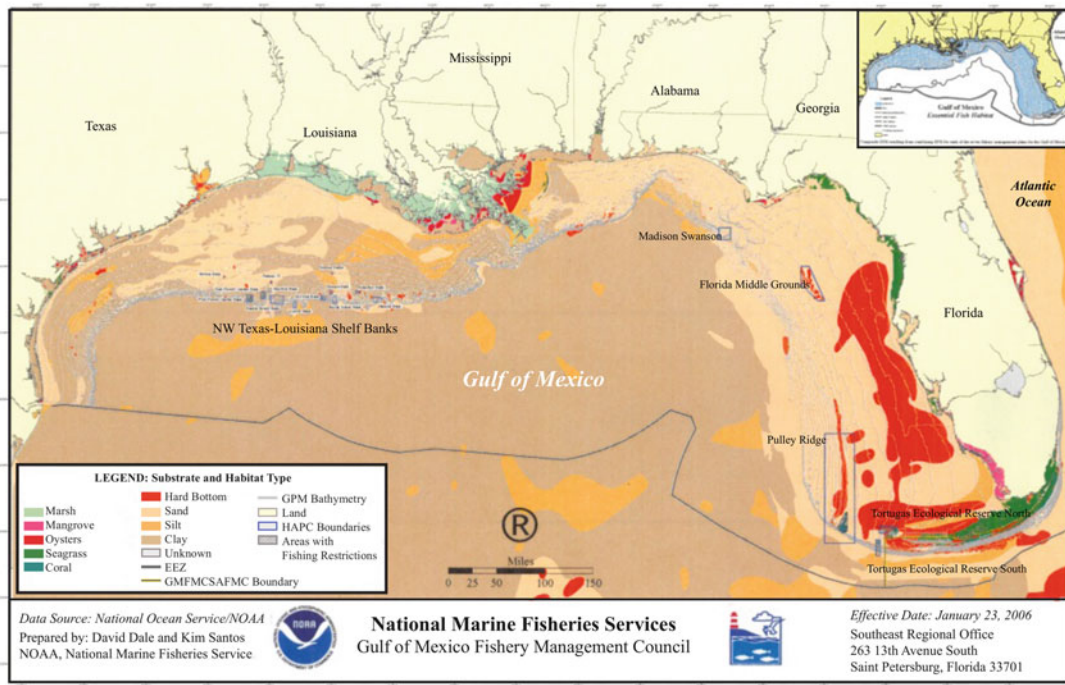 Mississippi
Alabama
Georgia
Texas
Louisiana
Atlantic
Ocean
Gulf of Mexico
Essential Fish Habitat
Madison Swanson
Florida Middle Grounds
Florida
NW Texas-Louisiana Shelf Banks
Gulf of Mexico
Pulley Ridge
Tortugas Ecological Reserve North
Tortugas Ecological Reserve South
LEGEND: Substrate and Habitat Type
Marsh
Mangrove
Oysters
Seagrass
Coral
Hard Bottom
Sand
Silt
Clay
Unknown
EEZ
GMFMCSAFMC Boundary
GPM Bathymetry
Land
HAPC Boundaries
Areas with
Fishing Restrictions
®
Miles
0 25 50 100 150
Data Source: National Ocean Service/NOAA
Prepared by: David Dale and Kim Santos
NOAA, National Marine Fisheries Service
NOAA
National Marine Fisheries Services
Gulf of Mexico Fishery Management Council
Effective Date: January 23, 2006
Southeast Regional Office
263 13th Avenue South
Saint Petersburg, Florida 33701